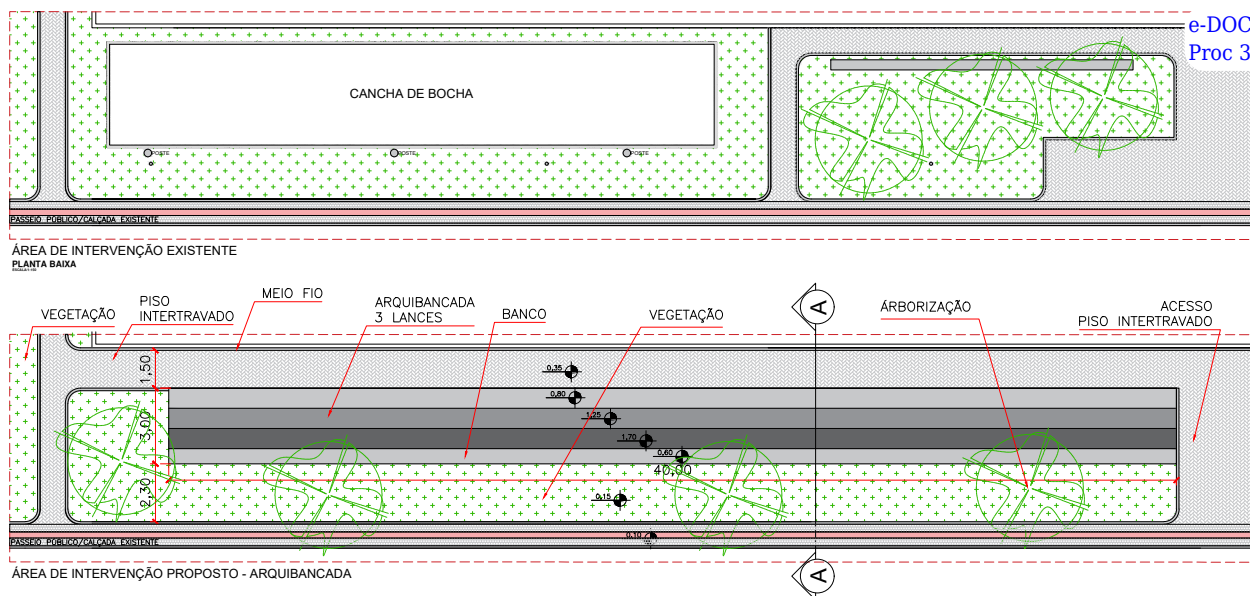 e-DOC
Proc 3
CANCHA DE BOCHA
POSTE
POSTE
POSTE
PASSEIO PÚBLICO/CALÇADA EXISTENTE
ÁREA DE INTERVENÇÃO EXISTENTE
PLANTA BAIXA
VEGETAÇÃO
PISO
INTERTRAVADO
MEIO FIO
ARQUIBANCADA
3 LANCES
BANCO
VEGETAÇÃO
A
ÁRBORIZAÇÃO
ACESSO
PISO INTERTRAVADO
1,50
0,35
0,80
3,00
1,25
1,70
0,60
40,00
2,30
0,15
0,10
PASSEIO PÚBLICO/CALÇADA EXISTENTE
ÁREA DE INTERVENÇÃO PROPOSTO - ARQUIBANCADA
A